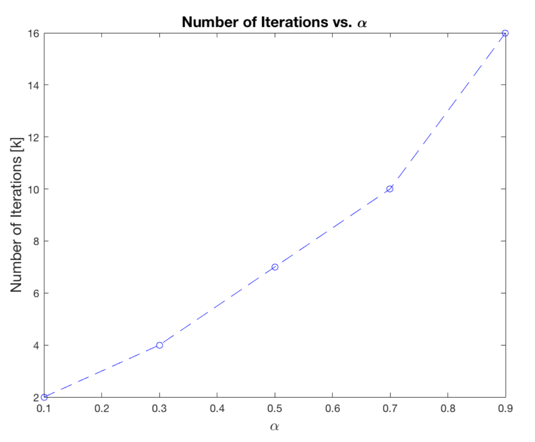 Number of Iterations vs. α
16
14
12
10
8
6
4
2
Number of Iterations [k]
0.1 0.2 0.3 0.4 0.5 0.6 0.7 0.8 0.9
α